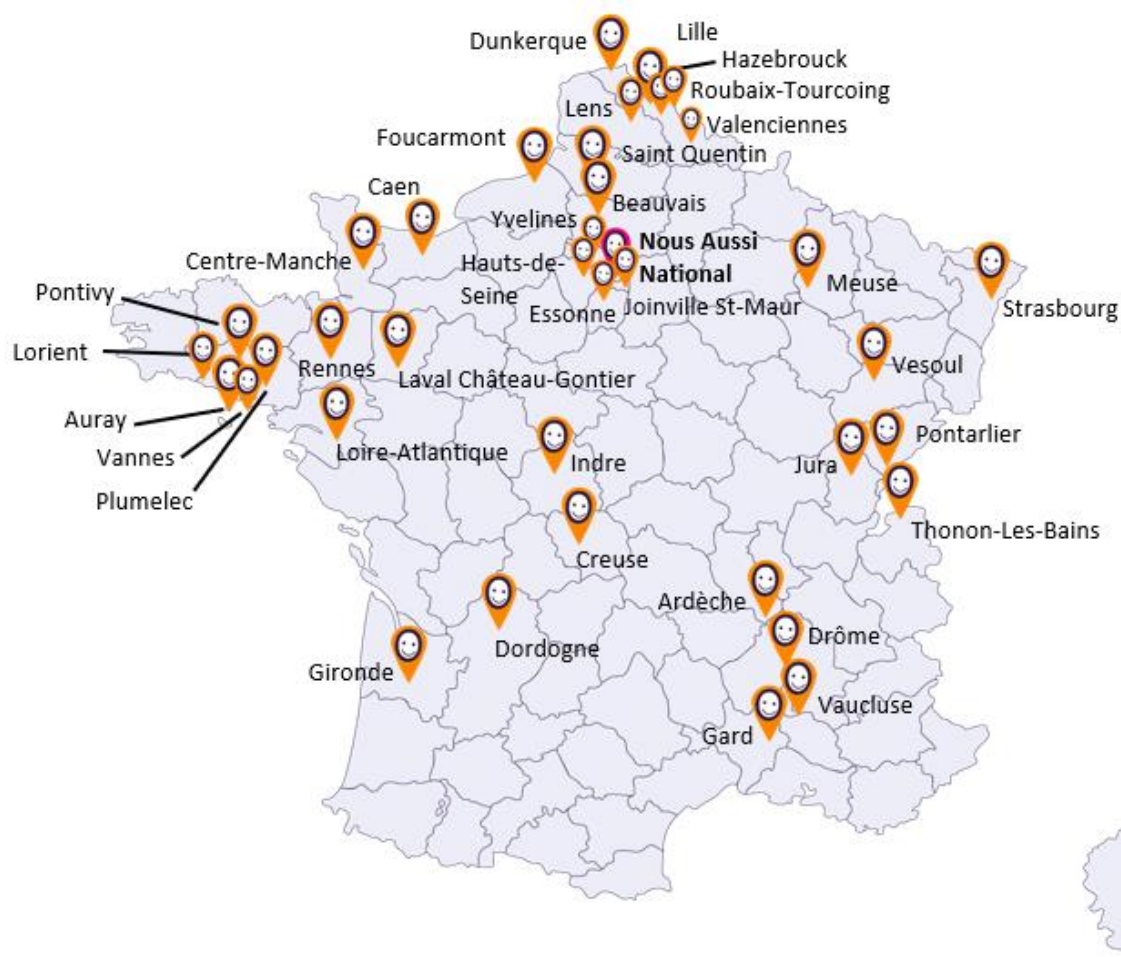 Lille
Dunkerque
Hazebrouck
Roubaix-Tourcoing
Lens
Valenciennes
Foucarmont
Saint Quentin
Caen
Beauvais
Yvelines
Nous Aussi
National
Centre-Manche
Hauts-de-
Seine
Meuse
Pontivy
Essonne
Joinville St-Maur
Strasbourg
Lorient
Rennes
Laval Château-Gontier
Vesoul
Auray
Vannes
Plumelec
Loire-Atlantique
Indre
Jura
Pontarlier
Thonon-Les-Bains
Creuse
Ardèche
Drôme
Dordogne
Gironde
Vaucluse
Gard